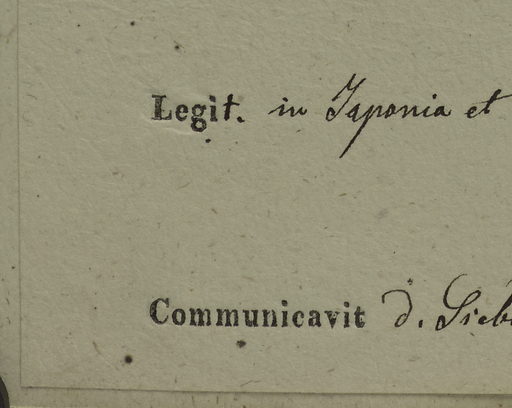 Legit. in Japonia et
Communicavit d. Sieb